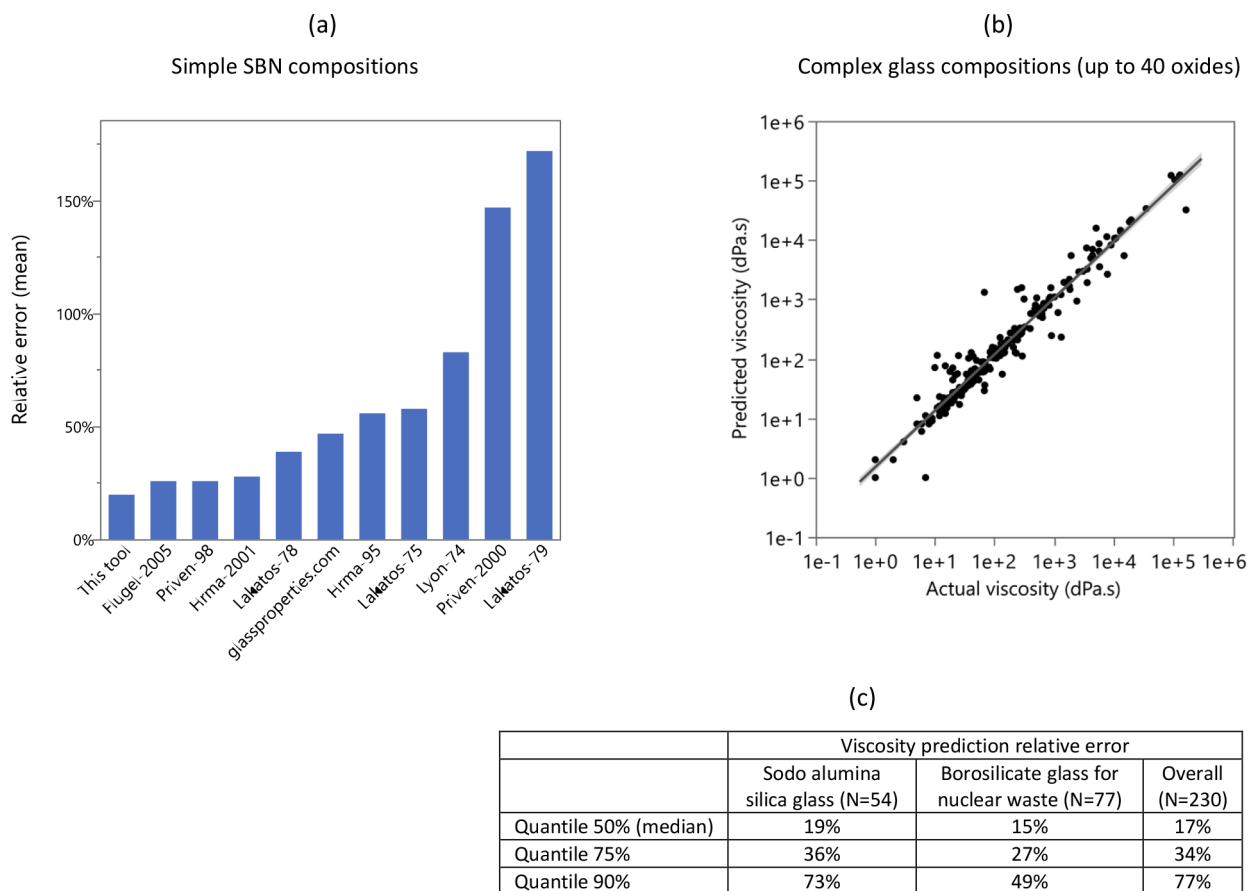 (a)
Simple SBN compositions
Relative error (mean)
150%
100%
50%
0%
This tool
Flugel-2005
Priven-98
Hrma-2001
Lakatos-78
glassproperties.com
Hrma-95
Lakatos-75
Lyon-74
Priven-2000
Lakatos-79
(b)
Complex glass compositions (up to 40 oxides)
Predicted viscosity (dPa.s)
1e+6
1e+5
1e+4
1e+3
1e+2
1e+1
1e+0
1e-1
1e-1 1e+0 1e+1 1e+2 1e+3 1e+4 1e+5 1e+6
Actual viscosity (dPa.s)
(c)
Viscosity prediction relative error
Sodo alumina silica glass (N=54) Borosilicate glass for nuclear waste (N=77) Overall (N=230)
Quantile 50% (median) 19% 15% 17%
Quantile 75% 36% 27% 34%
Quantile 90% 73% 49% 77%